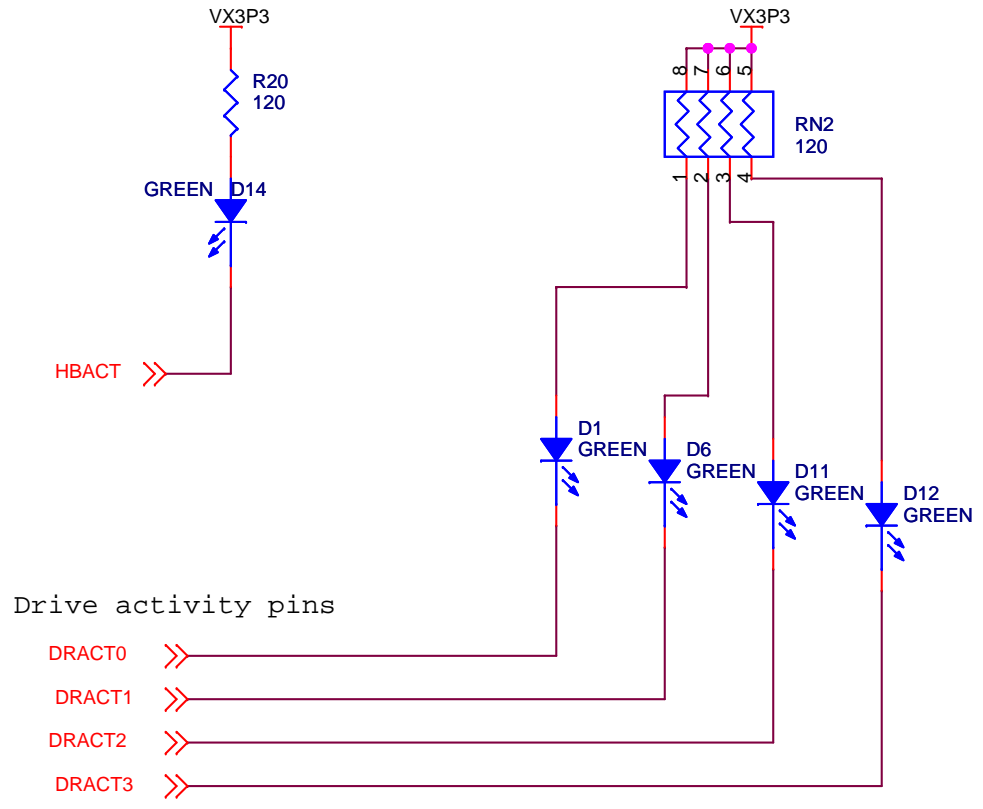 VX3P3
VX3P3
R20
120
8 7 6 5
RN2
120
1 2 3 4
GREEN D14
HBACT
D1
GREEN
D6
GREEN
D11
GREEN
D12
GREEN
Drive activity pins
DRACT0
DRACT1
DRACT2
DRACT3